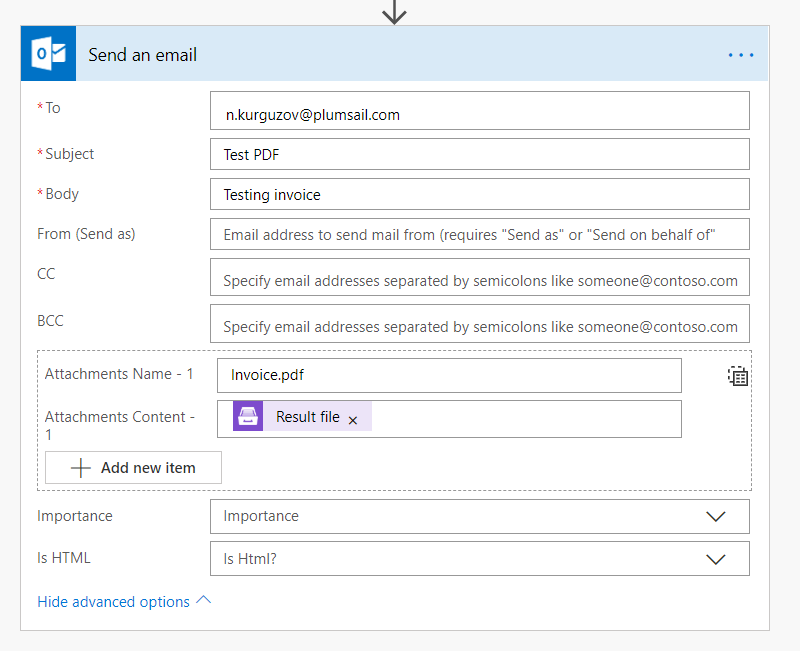 Send an email
*To
n.kurguzov@plumsail.com
*Subject
Test PDF
*Body
Testing invoice
From (Send as)
Email address to send mail from (requires "Send as" or "Send on behalf of"
CC
Specify email addresses separated by semicolons like someone@contoso.com
BCC
Specify email addresses separated by semicolons like someone@contoso.com
Attachments Name - 1
Invoice.pdf
Attachments Content -
1
Result file
Add new item
Importance
Importance
Is HTML
Is Html?
Hide advanced options